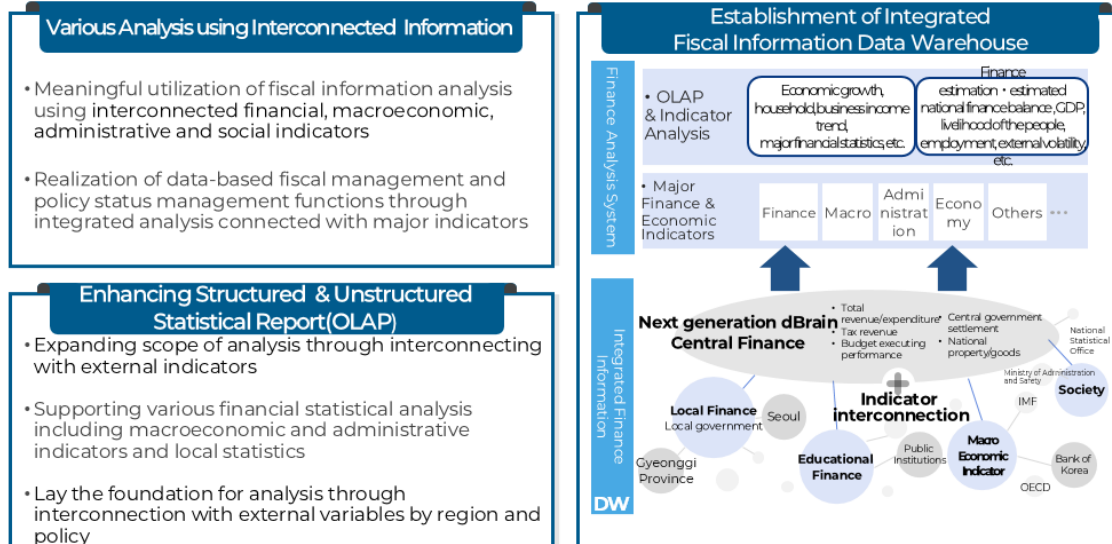 Various Analysis using Interconnected Information
• Meaningful utilization of fiscal information analysis
using interconnected financial, macroeconomic,
administrative and social indicators
• Realization of data-based fiscal management and
policy status management functions through
integrated analysis connected with major indicators
Enhancing Structured & Unstructured
Statistical Report(OLAP)
• Expanding scope of analysis through interconnecting
with external indicators
• Supporting various financial statistical analysis
including macroeconomic and administrative
indicators and local statistics
• Lay the foundation for analysis through
interconnection with external variables by region and
policy
Establishment of Integrated
Fiscal Information Data Warehouse
Finance Analysis System
• OLAP
& Indicator
Analysis
Economic growth,
household, business income
trend,
major financial statistics, etc.
Finance
estimation・estimated
national finance balance, GDP,
livelihood of the people,
employment, external volatility,
etc.
• Major
Finance &
Economic
Indicators
Finance
Macro
Admi
nistrat
ion
Econo
my
Others
•••
Integrated Finance
Information
DW
Next generation dBrain
Central Finance
• Total
revenue/expenditure
• Tax revenue
• Budget executing
performance
• Central government
settlement
• National
property/goods
Indicator
interconnection
Local Finance
Local government
Seoul
Gyeonggi
Province
Educational
Finance
Public
Institutions
Macro
Economic
Indicator
National
Statistical
Office
Ministry of Administration
and Safety
Society
IMF
Bank of
Korea
OECD